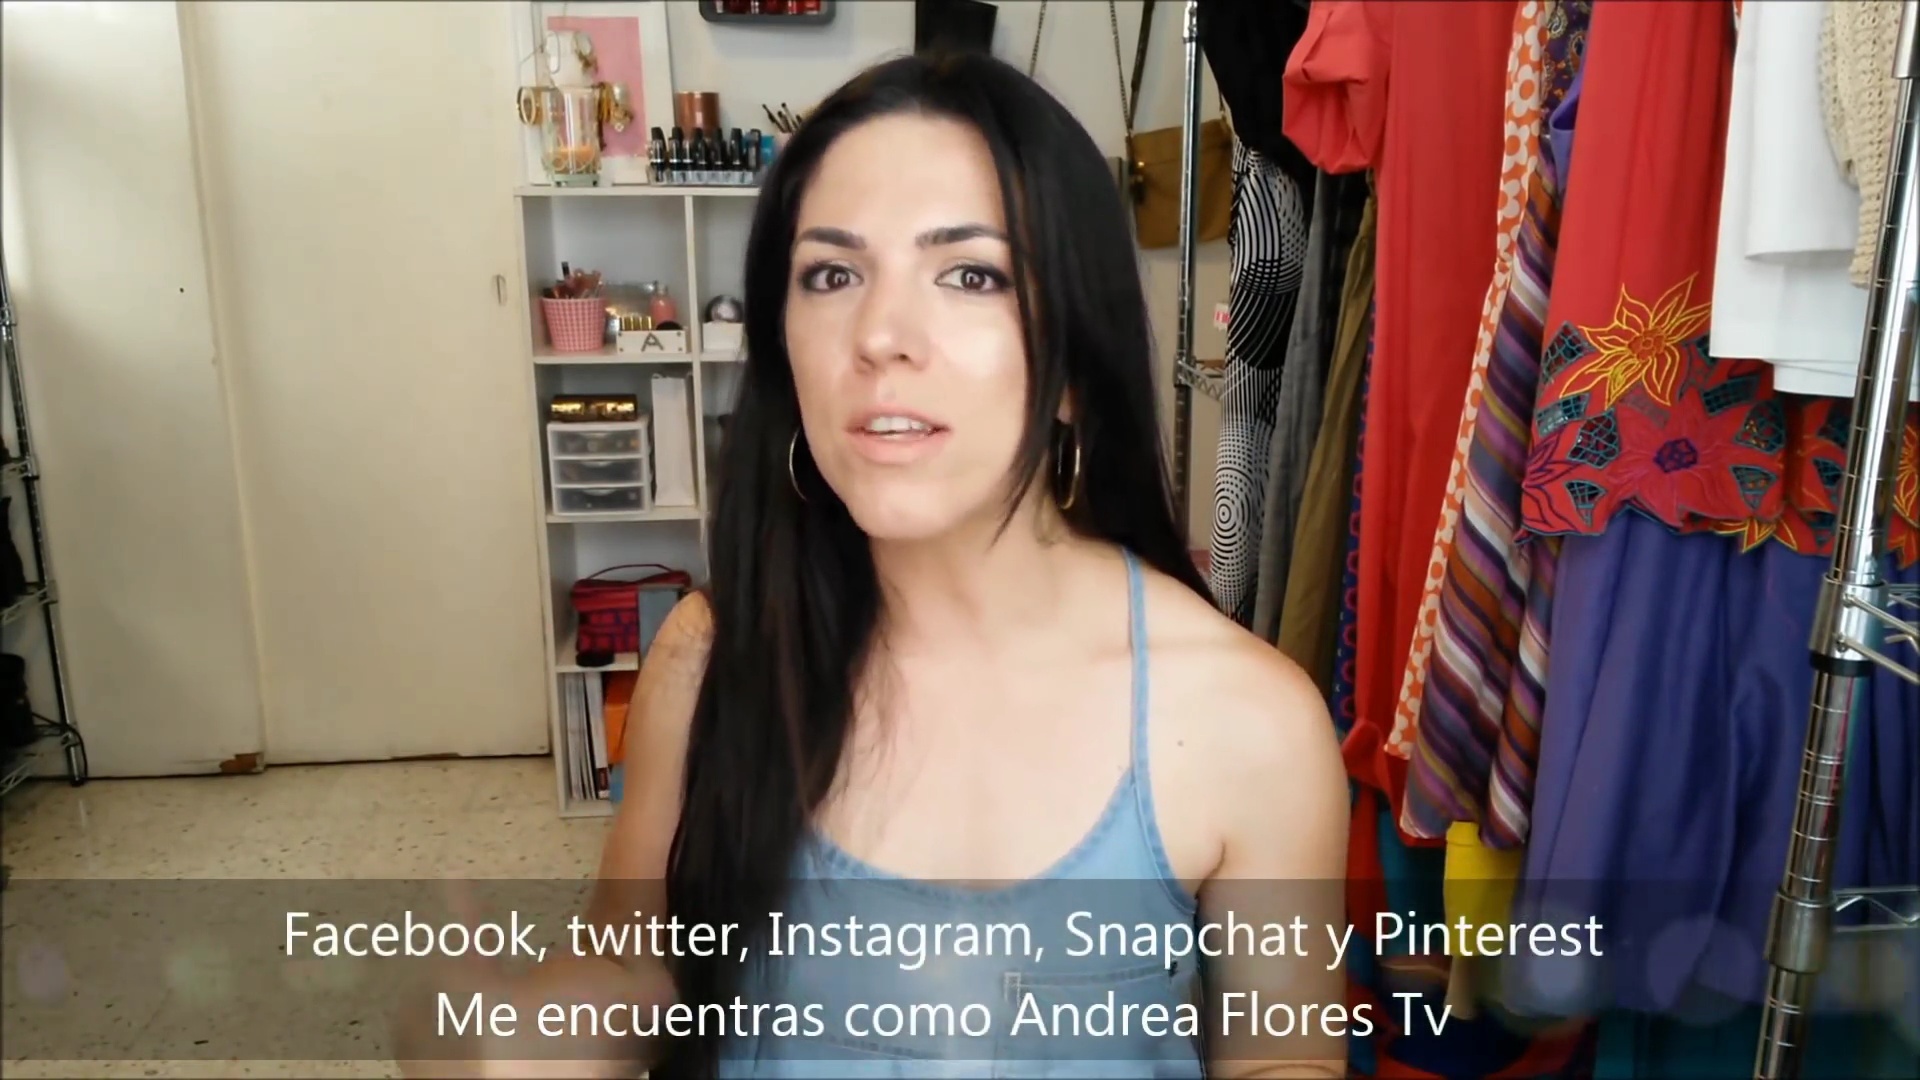 A
Facebook, twitter, Instagram, Snapchat y Pinterest
Me encuentras como Andrea Flores Tv